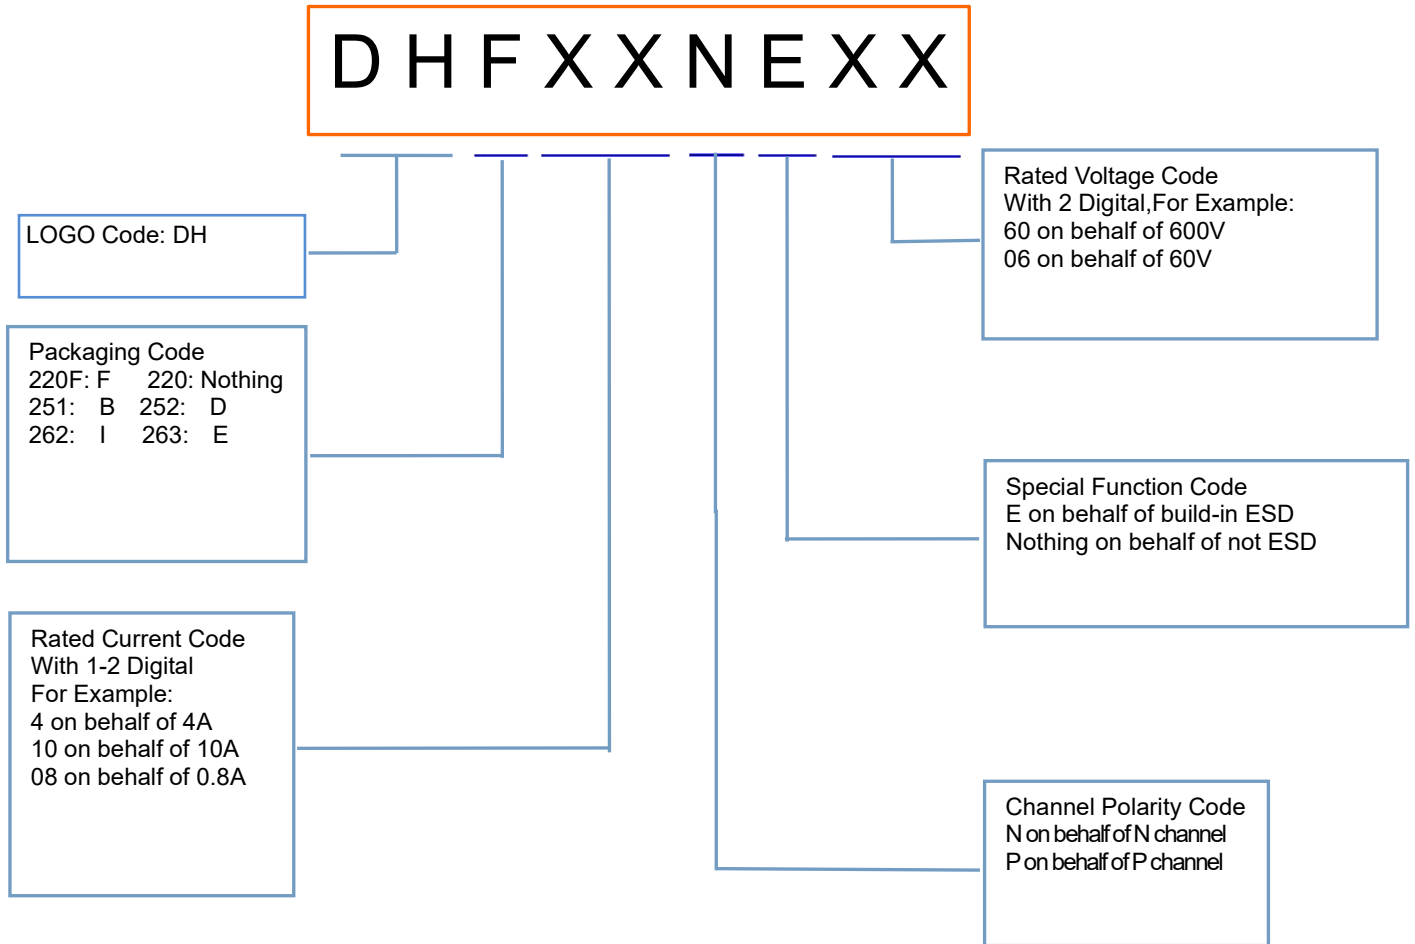 DHFXXNEXX
LOGO Code: DH
Packaging Code
220F: F 220: Nothing
251: B 252: D
262: I 263: E
Rated Current Code
With 1-2 Digital
For Example:
4 on behalf of 4A
10 on behalf of 10A
08 on behalf of 0.8A
Rated Voltage Code
With 2 Digital,For Example:
60 on behalf of 600V
06 on behalf of 60V
Special Function Code
E on behalf of build-in ESD
Nothing on behalf of not ESD
Channel Polarity Code
N on behalf of N channel
P on behalf of P channel